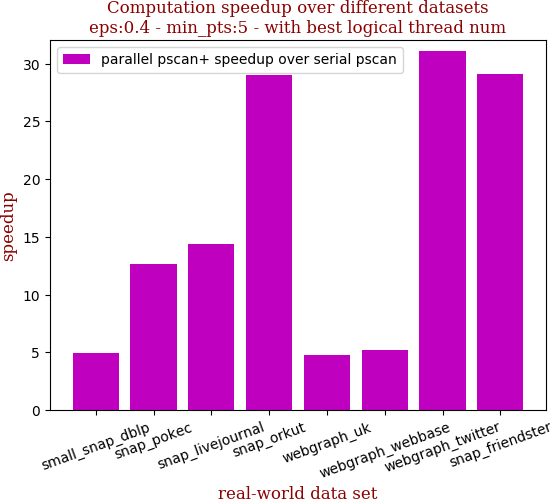 Computation speedup over different datasets
eps:0.4 - min_pts:5 - with best logical thread num
parallel pscan+ speedup over serial pscan
speedup
30
25
20
15
10
5
0
small_snap_dblp
snap_pokec
snap_livejournal
snap_orkut
webgraph_uk
webgraph_webbase
webgraph_twitter
snap_friendster
real-world data set